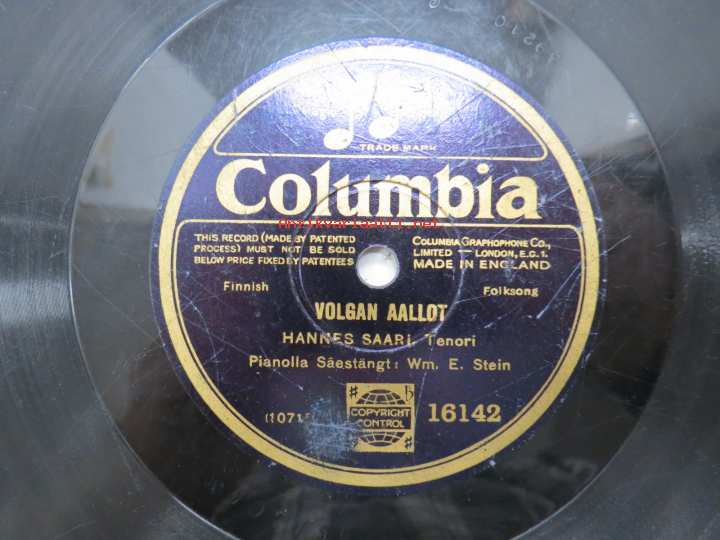 TRADE MARK
Columbia
antikvariaatti.net
THIS RECORD (MADE BY PATENTED
PROCESS) MUST NOT BE SOLD
BELOW PRICE FIXED BY PATENTEES
COLUMBIA GRAPHOPHONE CO.,
LIMITED — LONDON, E.C.1.
MADE IN ENGLAND
Finnish
Folksong
VOLGAN AALLOT
HANNES SAARI, Tenori
Pianolla Säestängt: Wm. E. Stein
COPYRIGHT
CONTROL
16142